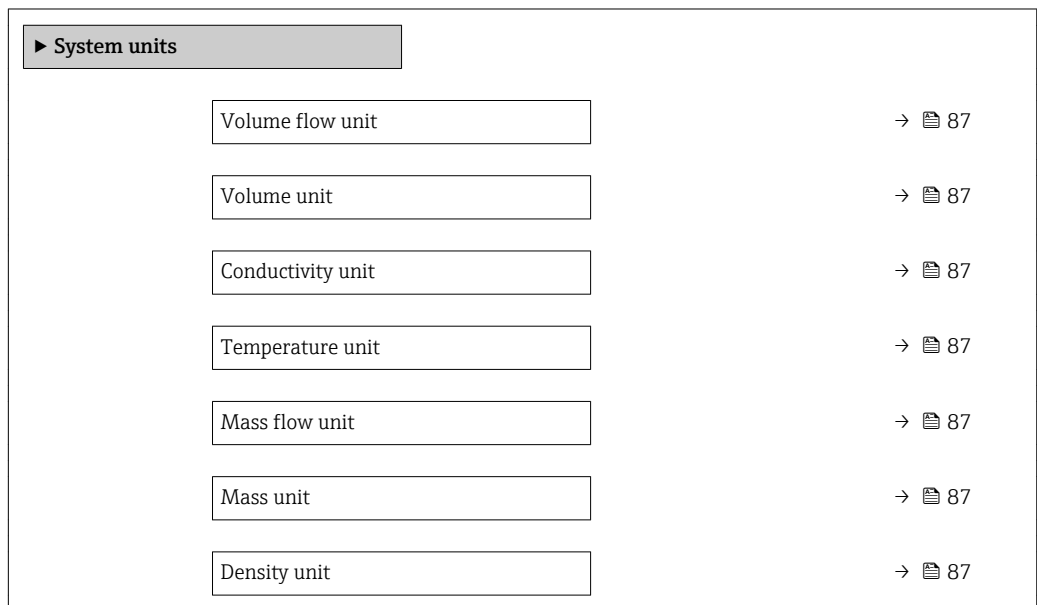 ▶ System units
Volume flow unit → 87
Volume unit → 87
Conductivity unit → 87
Temperature unit → 87
Mass flow unit → 87
Mass unit → 87
Density unit → 87